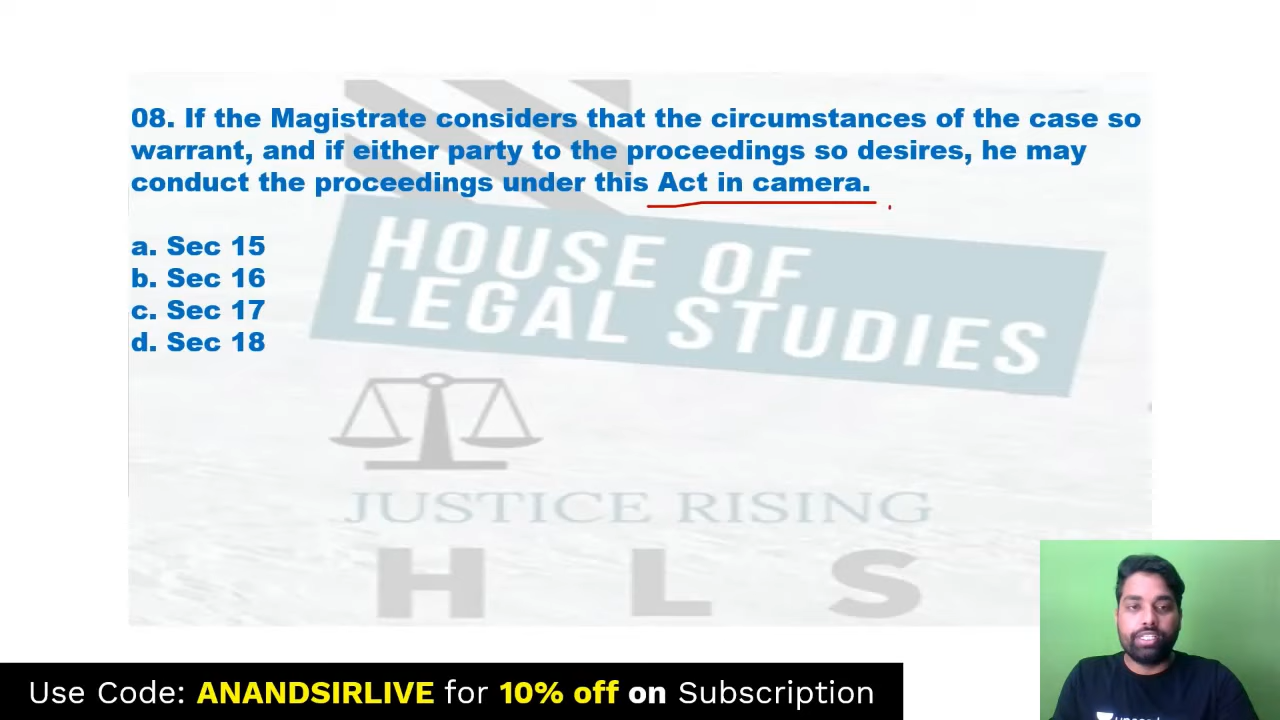 08. If the Magistrate considers that the circumstances of the case so
warrant, and if either party to the proceedings so desires, he may
conduct the proceedings under this Act in camera.
a. Sec 15
b. Sec 16
c. Sec 17
d. Sec 18
HOUSE OF
LEGAL STUDIES
JUSTICE RISING
H L S
Use Code: ANANDSIRLIVE for 10% off on Subscription